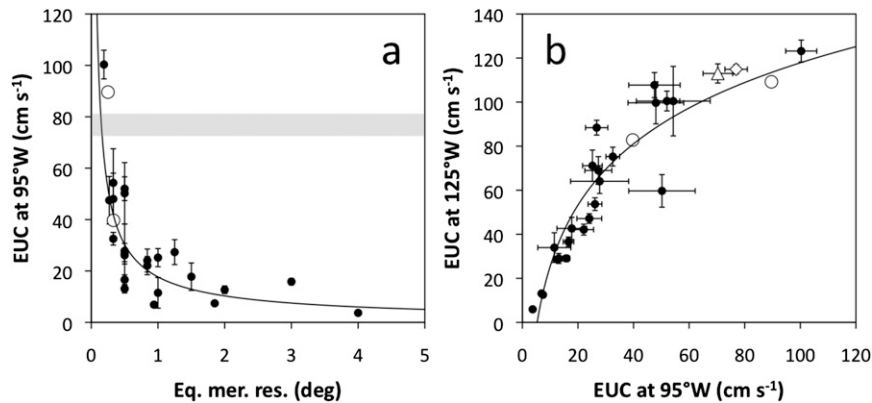 a
EUC at 95°W (cm s⁻¹)
120
100
80
60
40
20
0
0 1 2 3 4 5
Eq. mer. res. (deg)
b
EUC at 125°W (cm s⁻¹)
140
120
100
80
60
40
20
0
0 20 40 60 80 100 120
EUC at 95°W (cm s⁻¹)